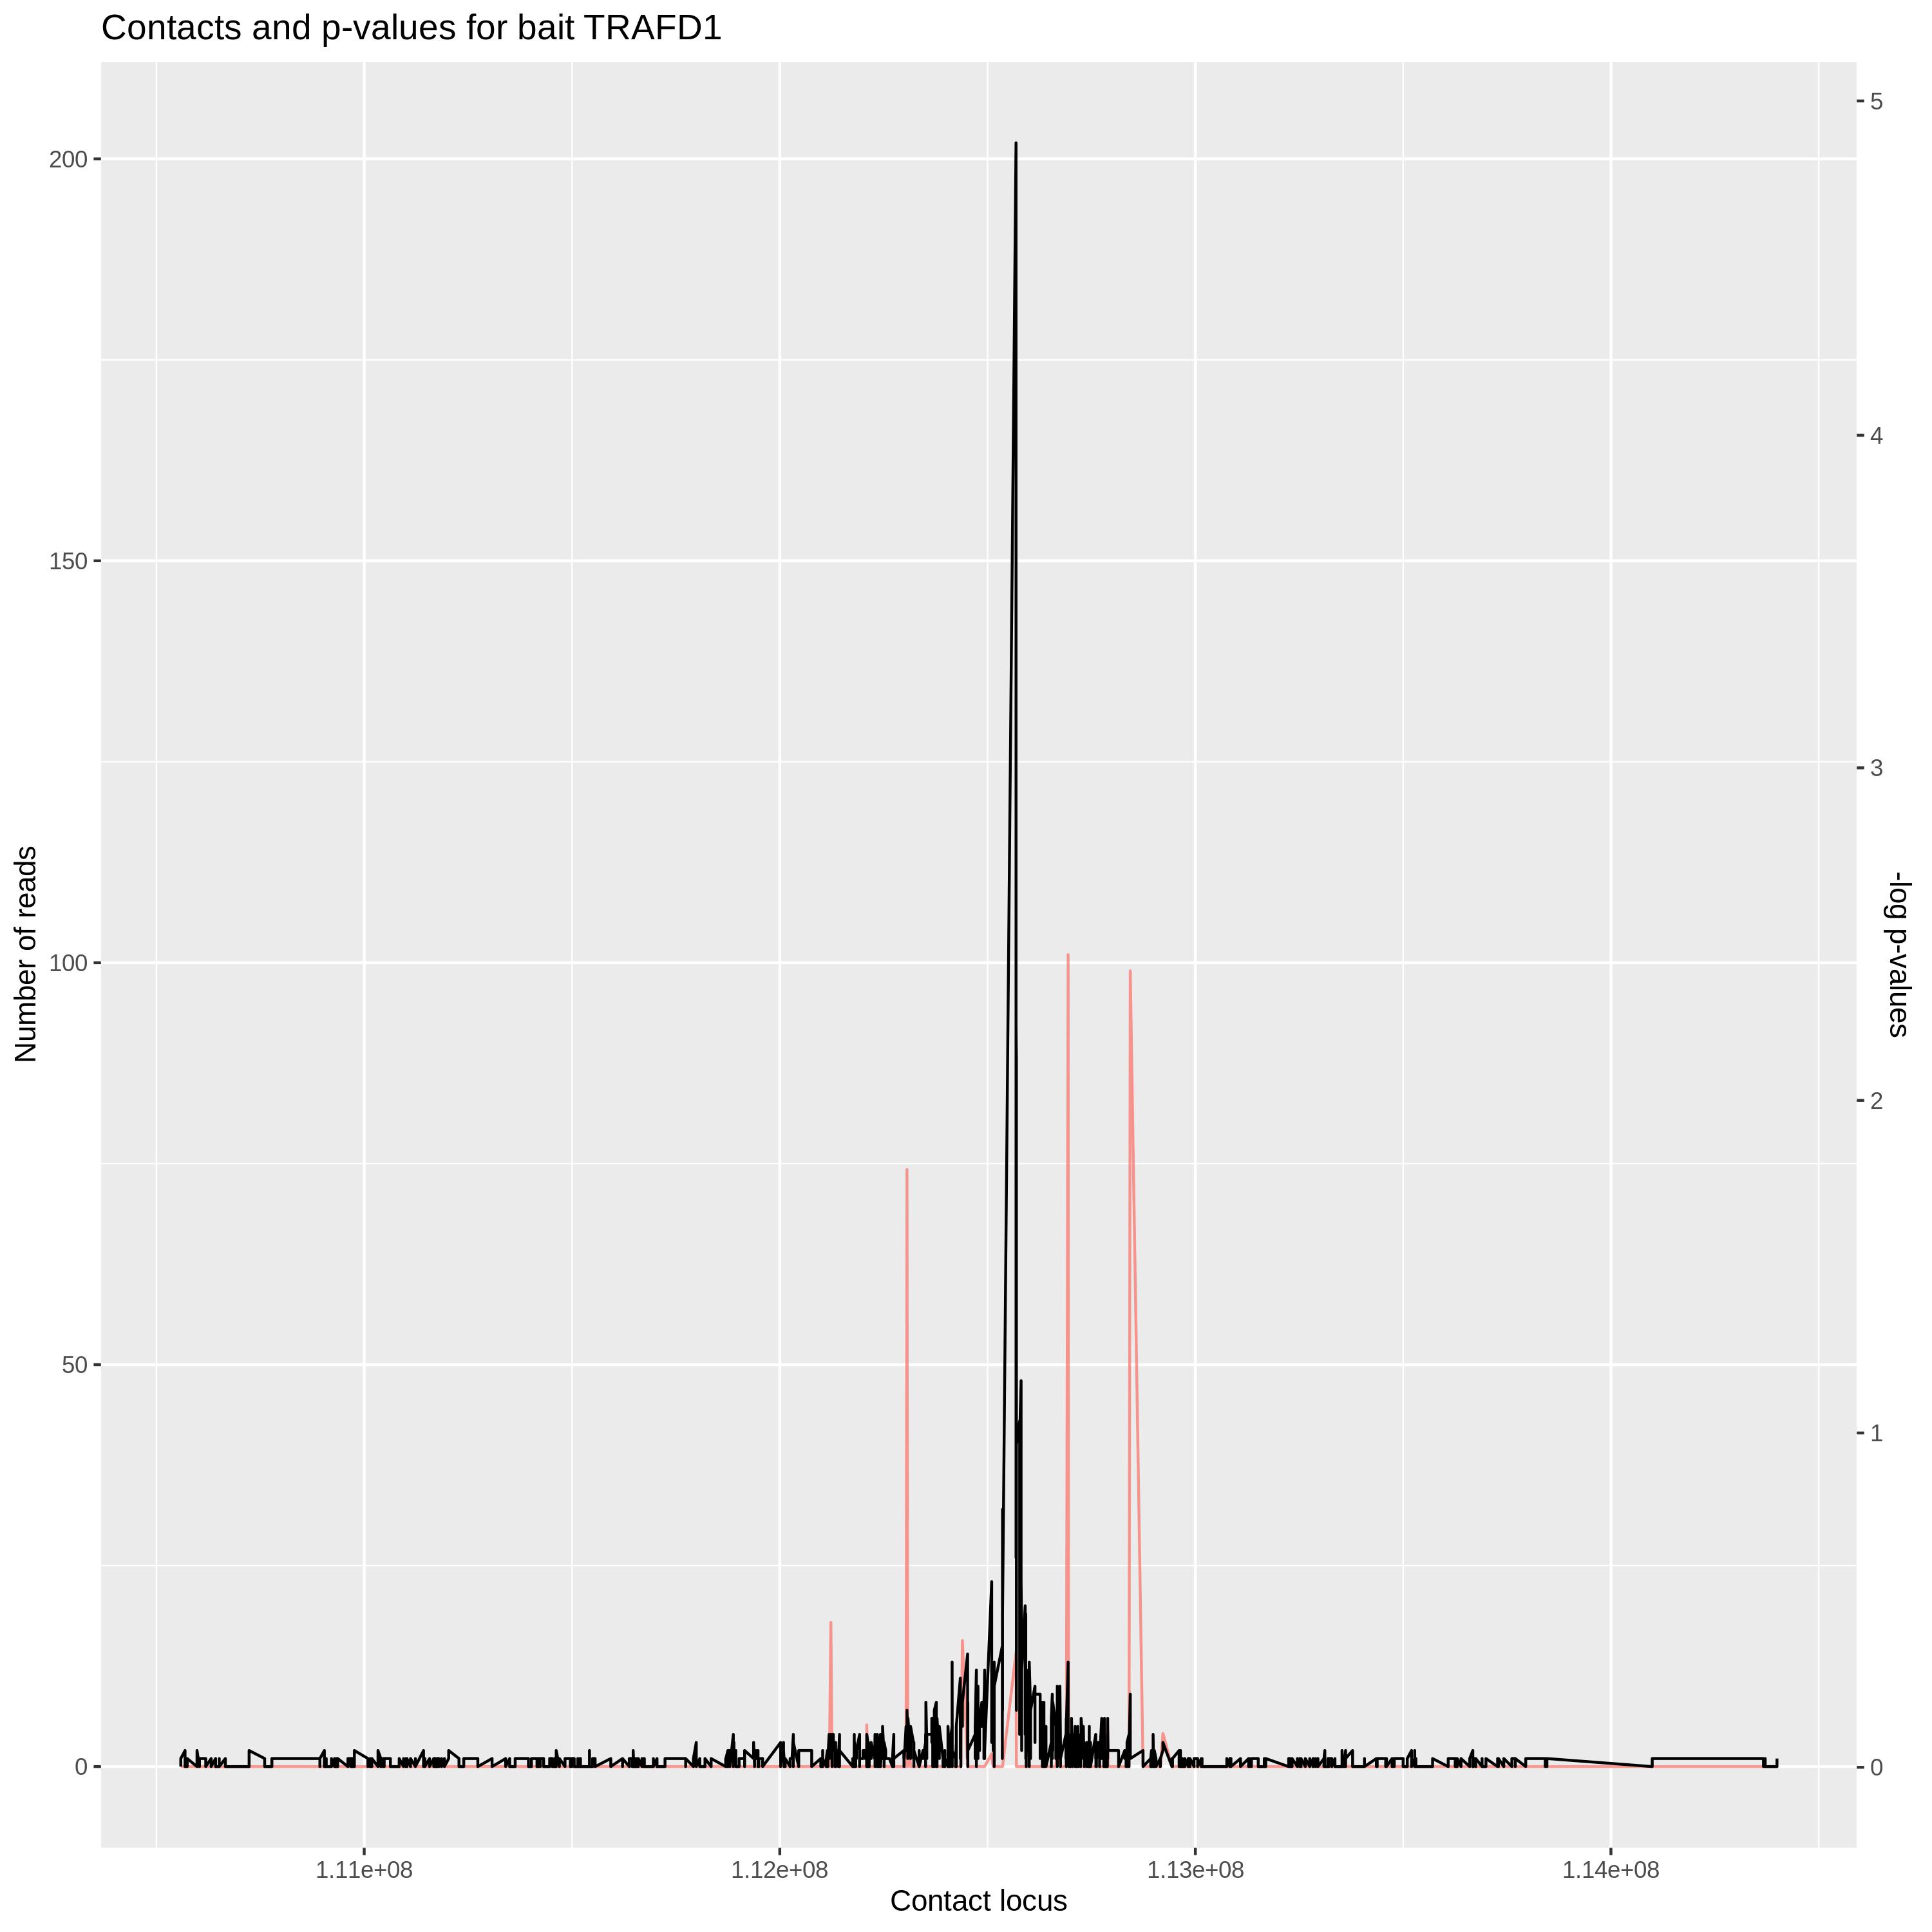 Contacts and p-values for bait TRAFD1
200
150
100
50
0
Number of reads
5
4
3
2
1
0
-log p-values
1.11e+08
1.12e+08
1.13e+08
1.14e+08
Contact locus